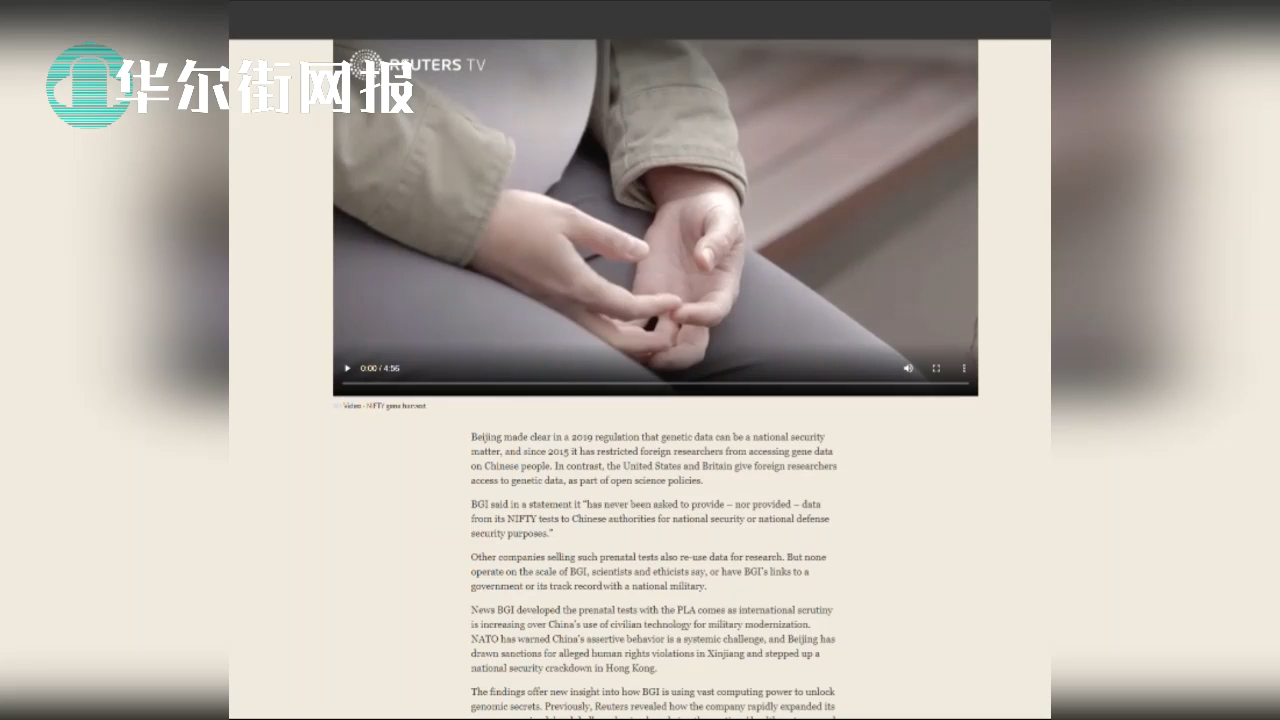 华尔街网报
REUTERS TV
0:00 / 4:56
Video - NIFTY gene harvest
Beijing made clear in a 2019 regulation that genetic data can be a national security
matter, and since 2015 it has restricted foreign researchers from accessing gene data
on Chinese people. In contrast, the United States and Britain give foreign researchers
access to genetic data, as part of open science policies.
BGI said in a statement it “has never been asked to provide – nor provided – data
from its NIFTY tests to Chinese authorities for national security or national defense
security purposes.”
Other companies selling such prenatal tests also re-use data for research. But none
operate on the scale of BGI, scientists and ethicists say, or have BGI’s links to a
government or its track record with a national military.
News BGI developed the prenatal tests with the PLA comes as international scrutiny
is increasing over China’s use of civilian technology for military modernization.
NATO has warned China’s assertive behavior is a systemic challenge, and Beijing has
drawn sanctions for alleged human rights violations in Xinjiang and stepped up a
national security crackdown in Hong Kong.
The findings offer new insight into how BGI is using vast computing power to unlock
genomic secrets. Previously, Reuters revealed how the company rapidly expanded its